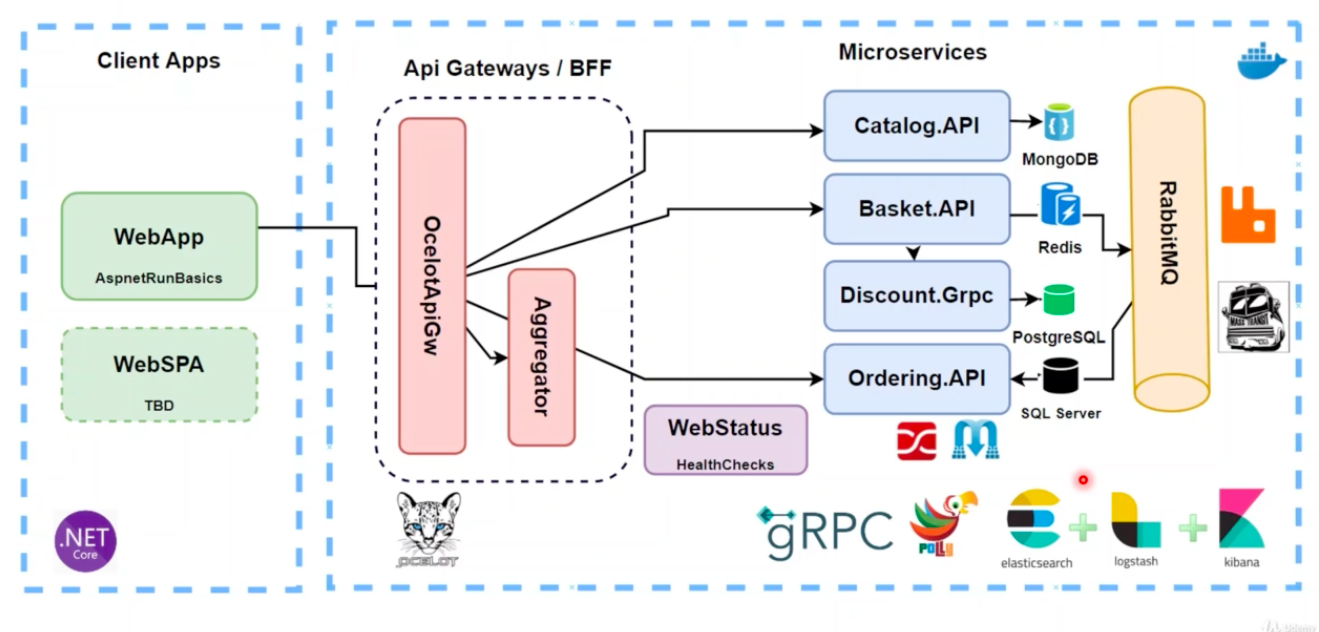 Client Apps
WebApp
AspnetRunBasics
WebSPA
TBD
.NET
Core
Api Gateways / BFF
OcelotApiGw
Aggregator
OCELOT
WebStatus
HealthChecks
Microservices
Catalog.API
MongoDB
Basket.API
Redis
Discount.Grpc
PostgreSQL
Ordering.API
SQL Server
RabbitMQ
MASS TRANSIT
gRPC
POLLY
elasticsearch
logstash
kibana
Udemy